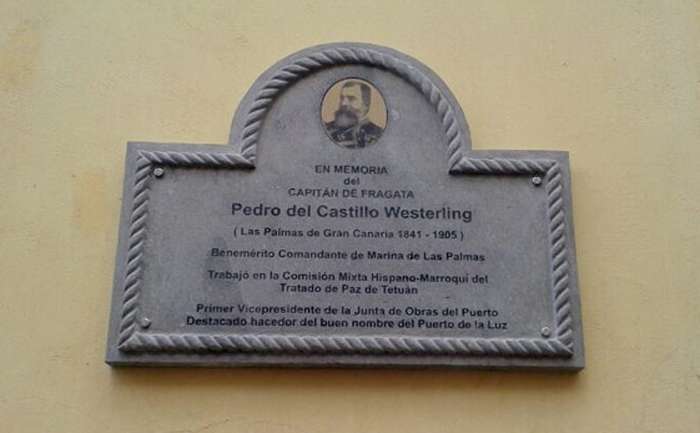 EN MEMORIA
del
CAPITÁN DE FRAGATA
Pedro del Castillo Westerling
( Las Palmas de Gran Canaria 1841 - 1905 )
Benemérito Comandante de Marina de Las Palmas
Trabajó en la Comisión Mixta Hispano-Marroquí del
Tratado de Paz de Tetuán
Primer Vicepresidente de la Junta de Obras del Puerto
Destacado hacedor del buen nombre del Puerto de la Luz